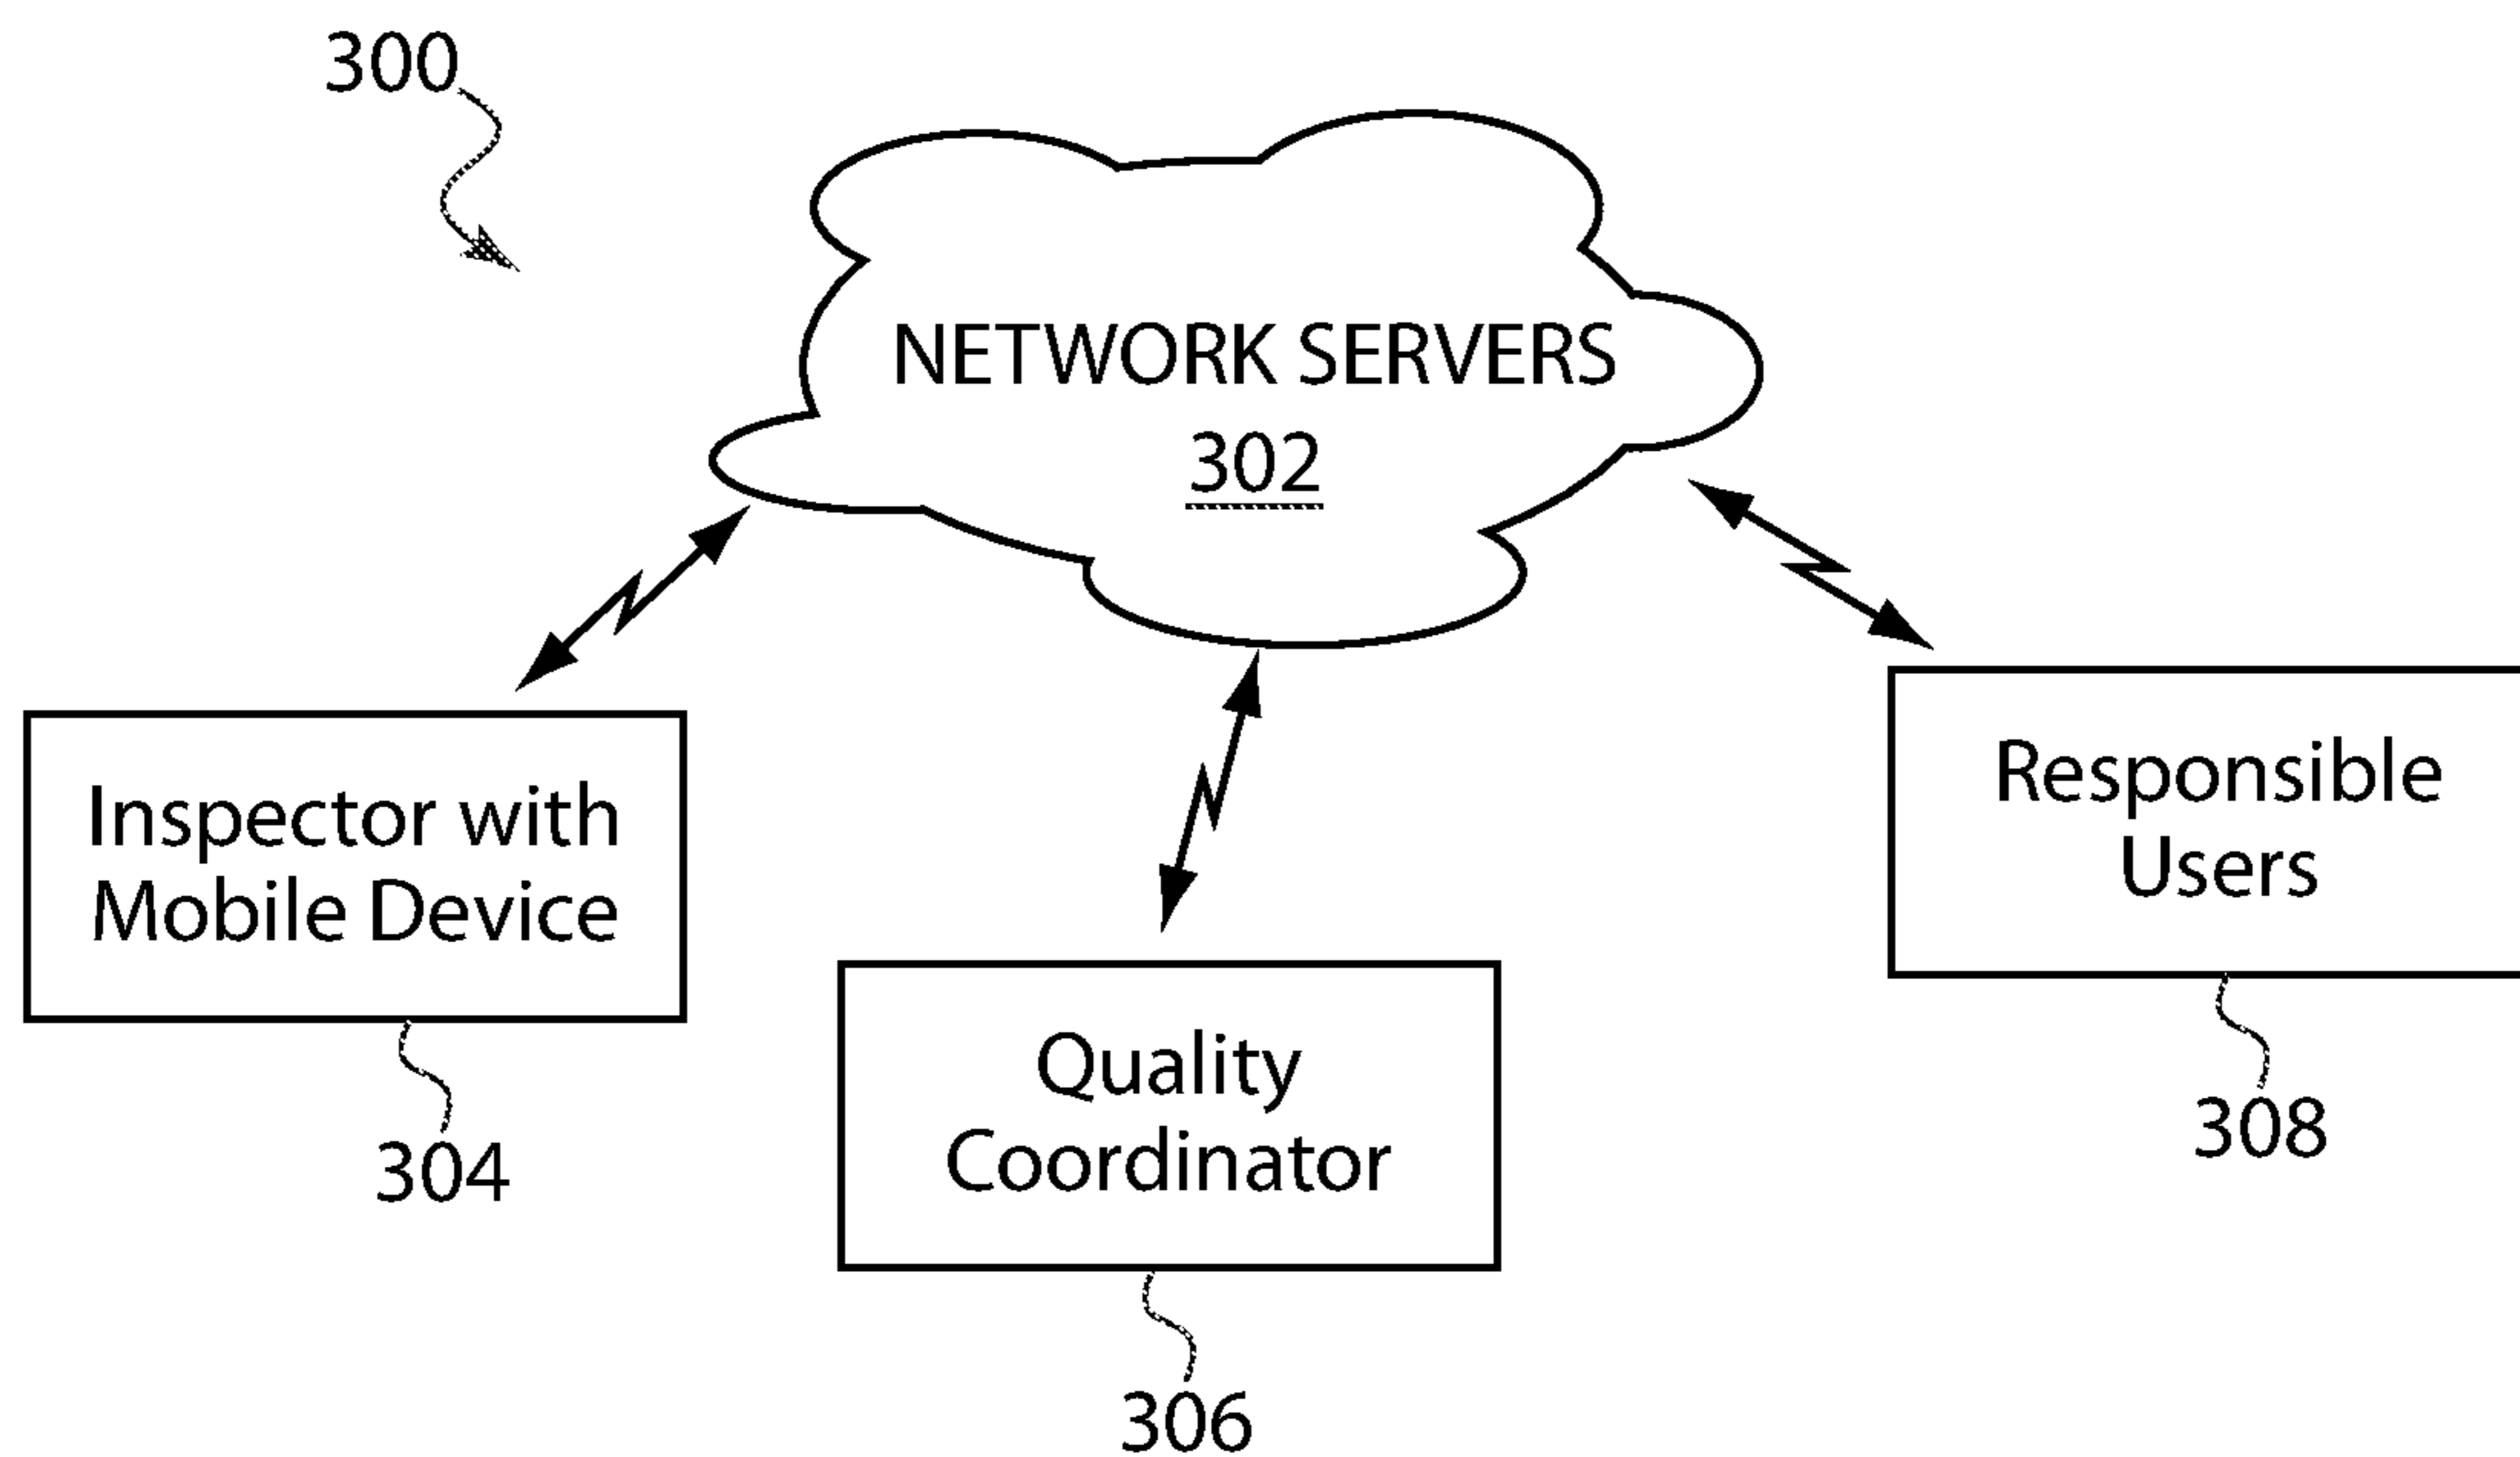 300
NETWORK SERVERS
302
Inspector with
Mobile Device
304
Quality
Coordinator
306
Responsible
Users
308